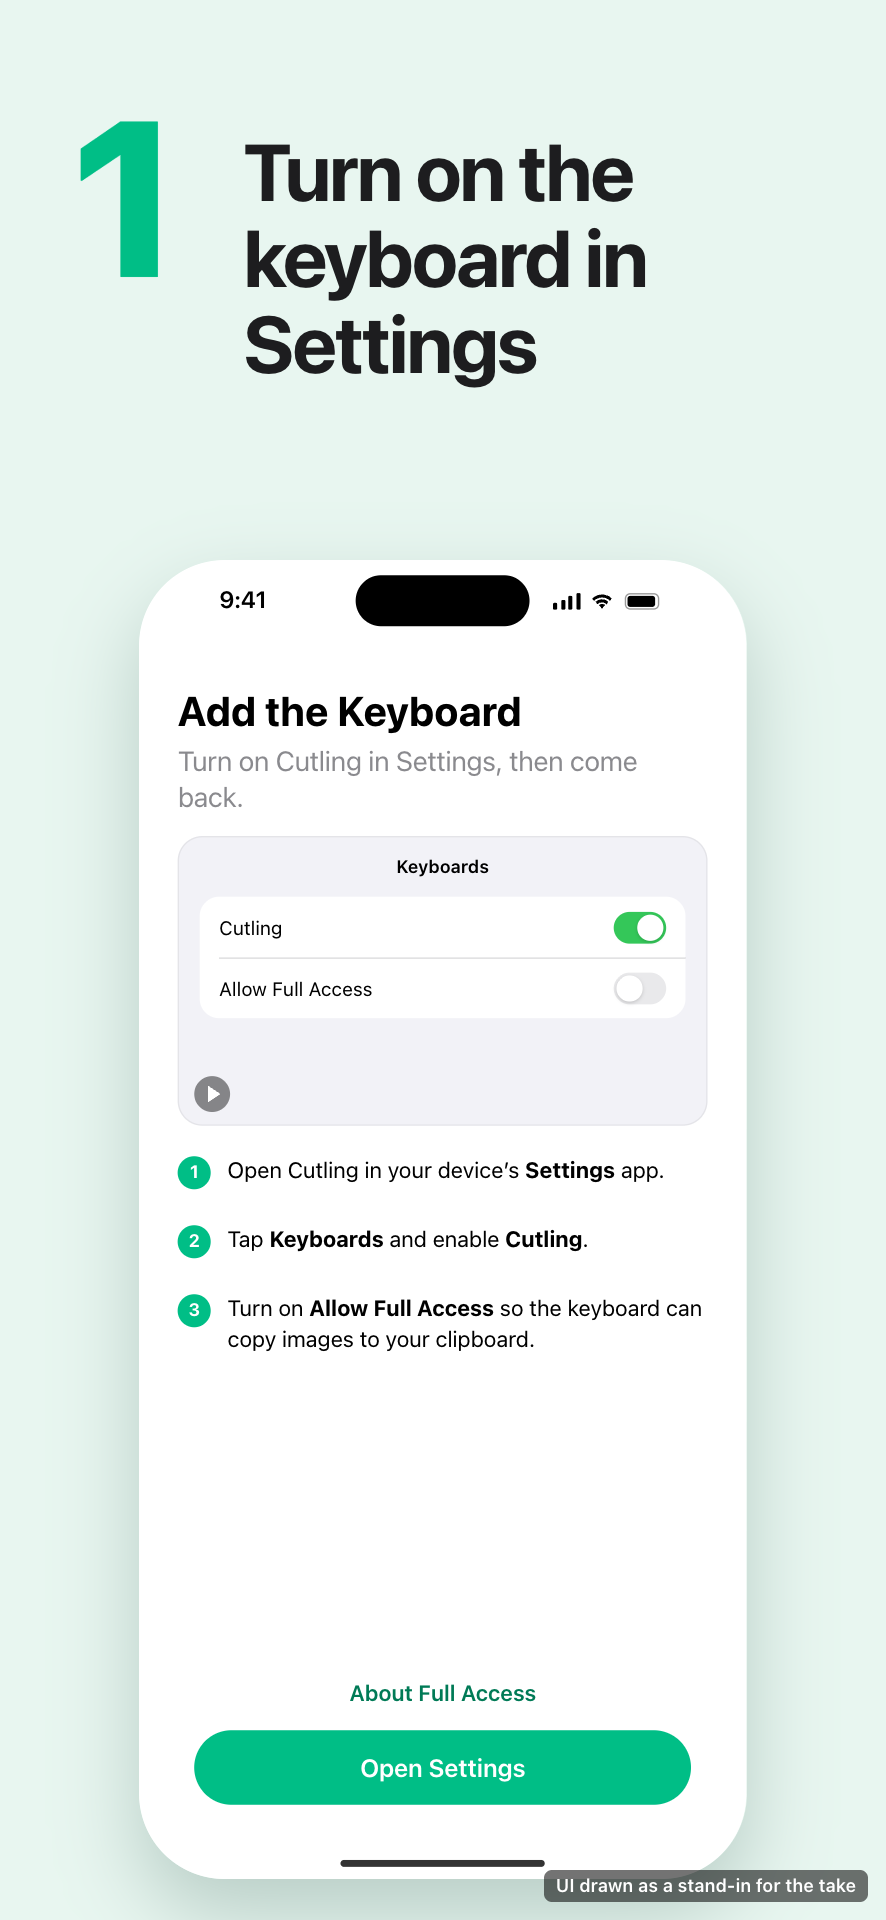 1
Turn on the
keyboard in
Settings
9:41
Add the Keyboard
Turn on Cutling in Settings, then come
back.
Keyboards
Cutling
Allow Full Access
1 Open Cutling in your device’s Settings app.
2 Tap Keyboards and enable Cutling.
3 Turn on Allow Full Access so the keyboard can
copy images to your clipboard.
About Full Access
Open Settings
UI drawn as a stand-in for the take